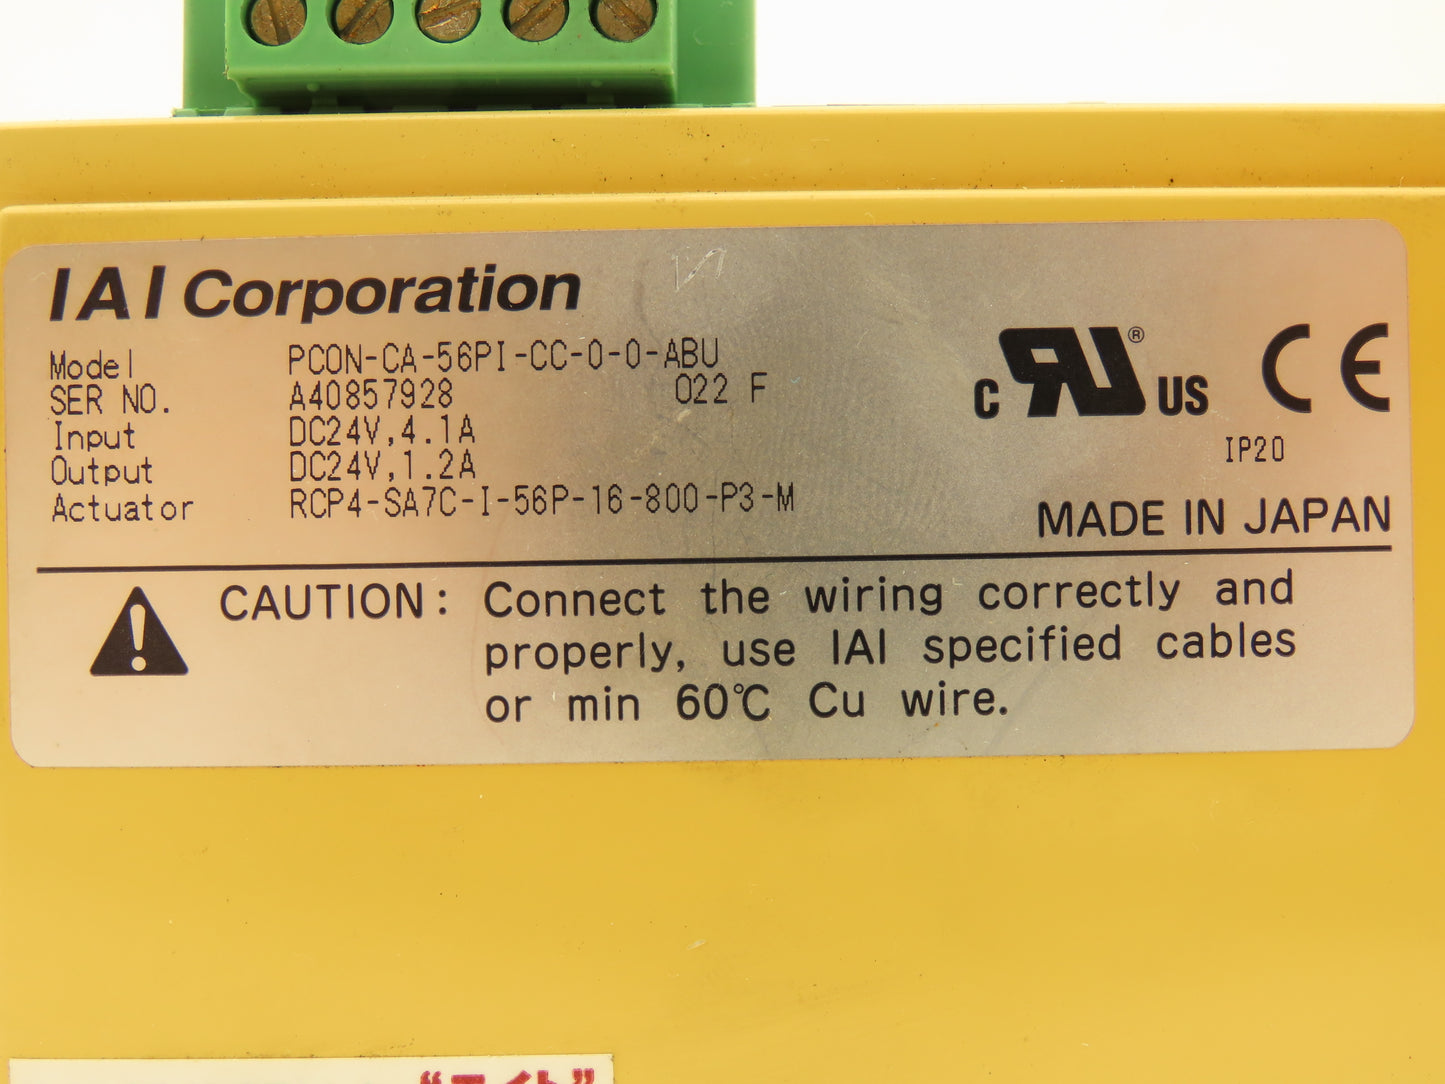 IAI Corporation
Model PCON-CA-56PI-CC-0-0-ABU
SER NO. A40857928 022 F
Input DC24V,4.1A
Output DC24V,1.2A
Actuator RCP4-SA7C-I-56P-16-800-P3-M
C RU® US CE
IP20
MADE IN JAPAN
CAUTION: Connect the wiring correctly and
properly, use IAI specified cables
or min 60℃ Cu wire.